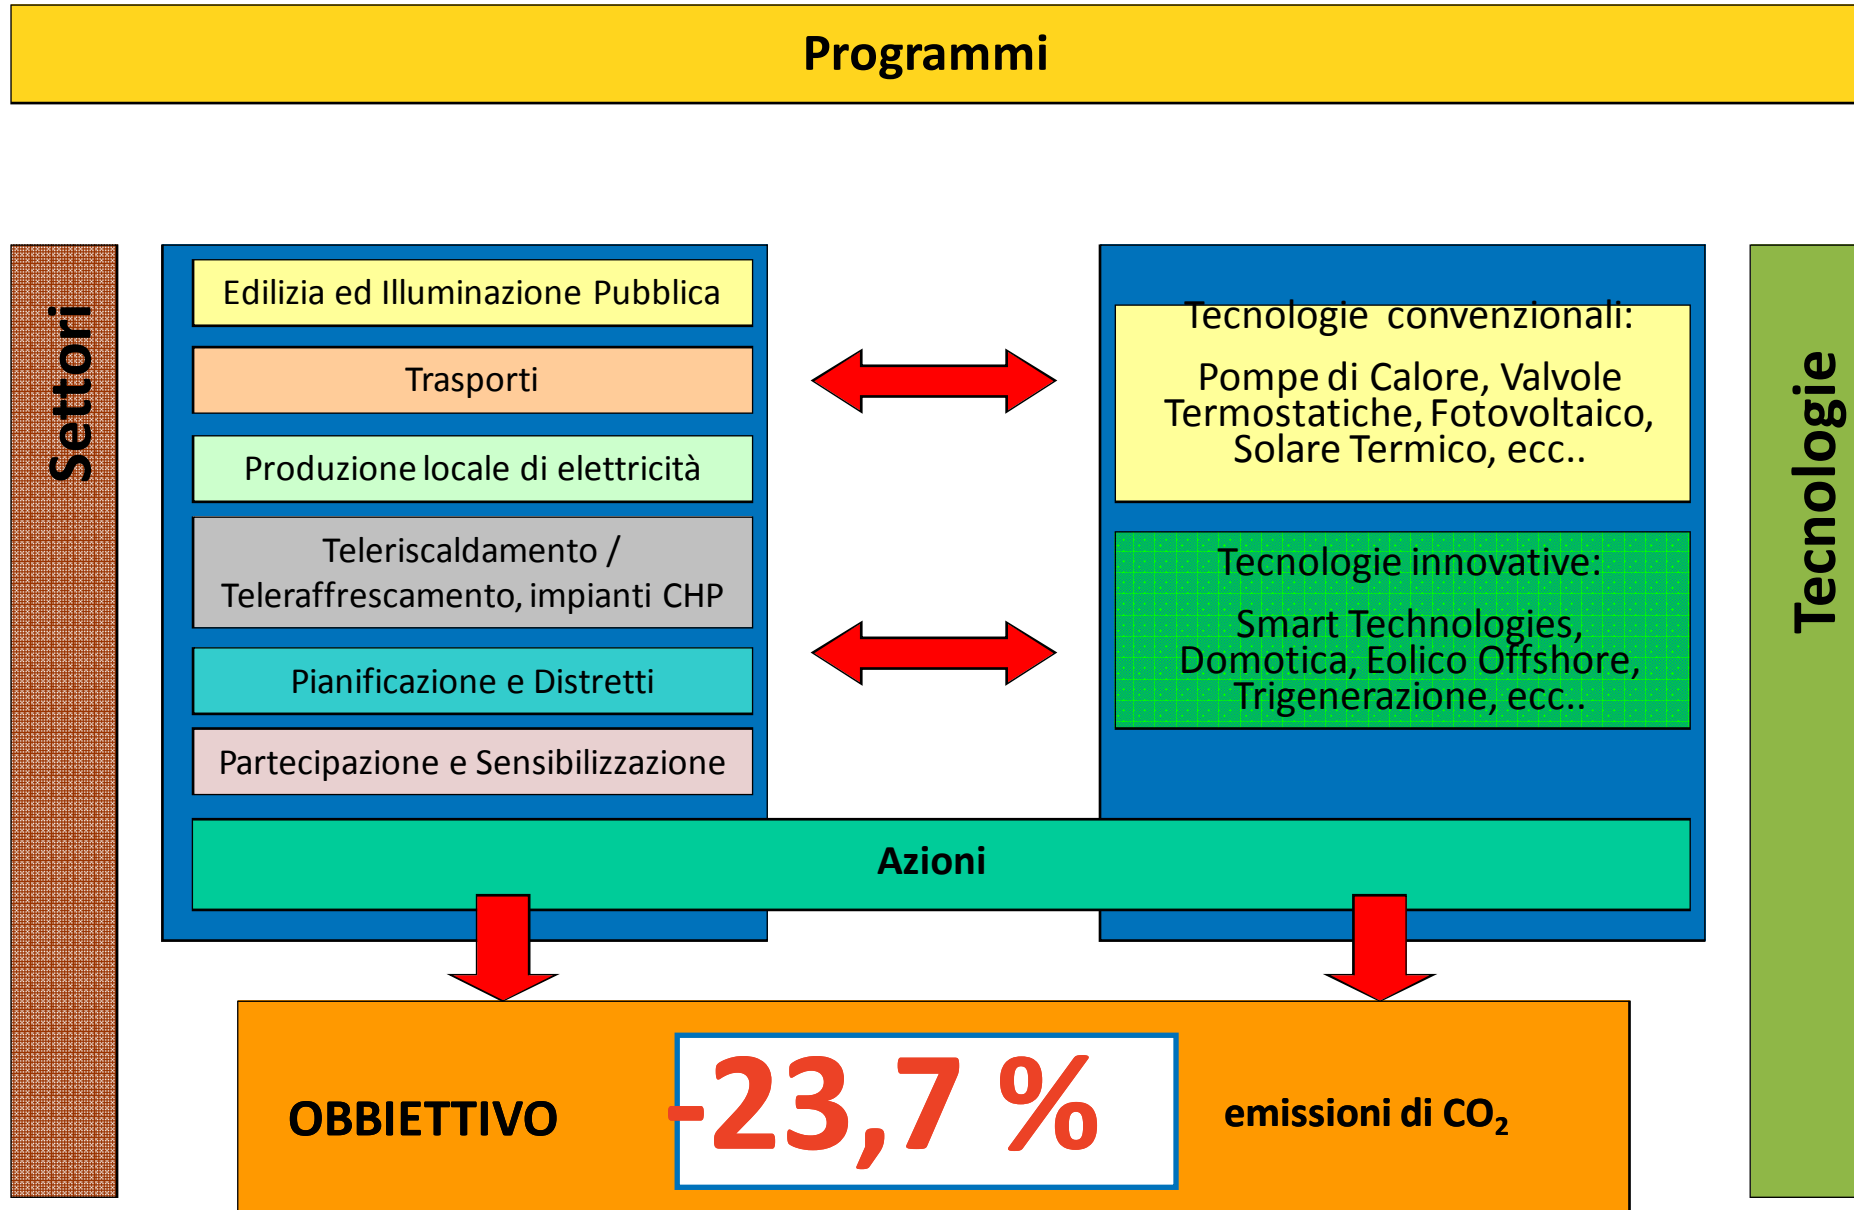 Programmi
Settori
Edilizia ed Illuminazione Pubblica
Trasporti
Produzione locale di elettricità
Teleriscaldamento /
Teleraffrescamento, impianti CHP
Pianificazione e Distretti
Partecipazione e Sensibilizzazione
Tecnologie convenzionali:
Pompe di Calore, Valvole
Termostatiche, Fotovoltaico,
Solare Termico, ecc..
Tecnologie innovative:
Smart Technologies,
Domotica, Eolico Offshore,
Trigenerazione, ecc..
Tecnologie
Azioni
OBBIETTIVO -23,7 % emissioni di CO₂